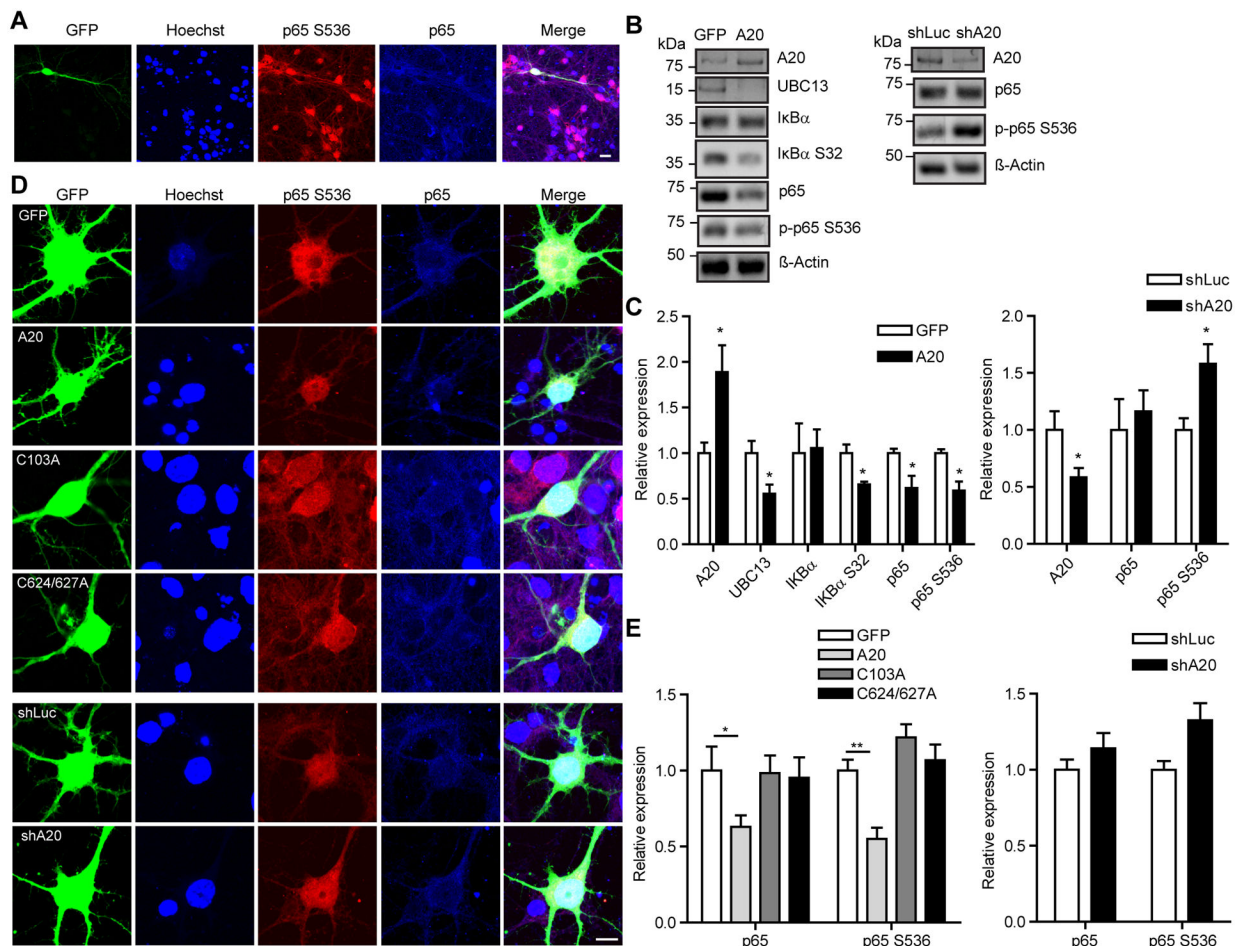 A
GFP Hoechst p65 S536 p65 Merge
B
GFP A20
kDa
75 A20
15 UBC13
35 IκBα
35 IκBα S32
75 p65
75 p-p65 S536
50 ß-Actin
shLuc shA20
kDa
75 A20
75 p65
75 p-p65 S536
50 ß-Actin
D
GFP Hoechst p65 S536 p65 Merge
GFP
A20
C103A
C624/627A
shLuc
shA20
C
GFP
A20
Relative expression
2.5
2.0
1.5
1.0
0.5
0.0
* * * * *
A20 UBC13 IKBα IKBα S32 p65 p65 S536
shLuc
shA20
Relative expression
2.0
1.5
1.0
0.5
0.0
* *
A20 p65 p65 S536
E
GFP
A20
C103A
C624/627A
Relative expression
1.5
1.0
0.5
0.0
* **
p65 p65 S536
shLuc
shA20
Relative expression
1.5
1.0
0.5
0.0
p65 p65 S536